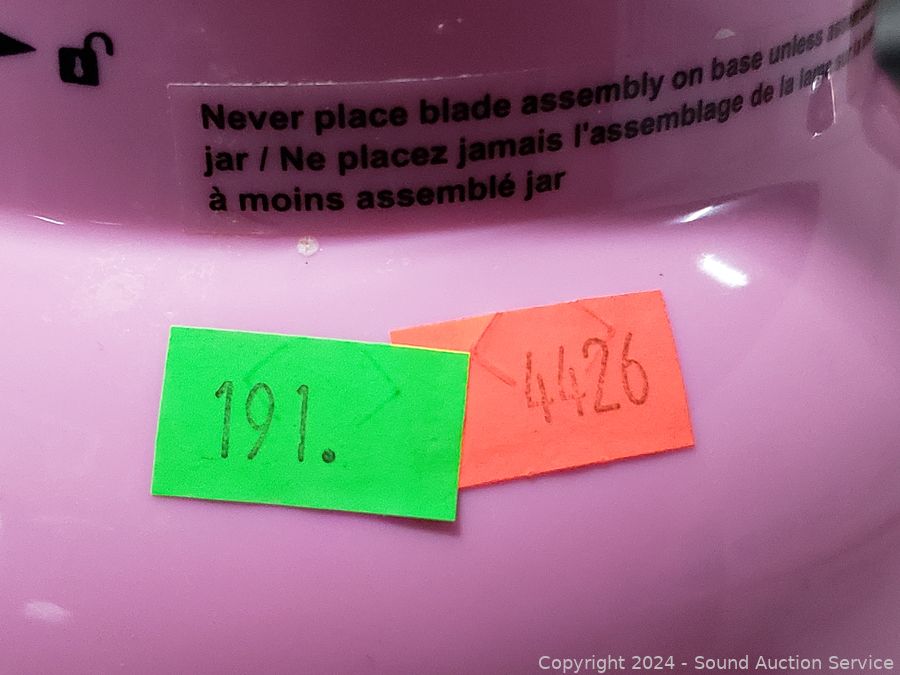 Never place blade assembly on base unless
jar / Ne placez jamais l'assemblage de la lame
à moins assemblé jar
191.
4426
Copyright 2024 - Sound Auction Service